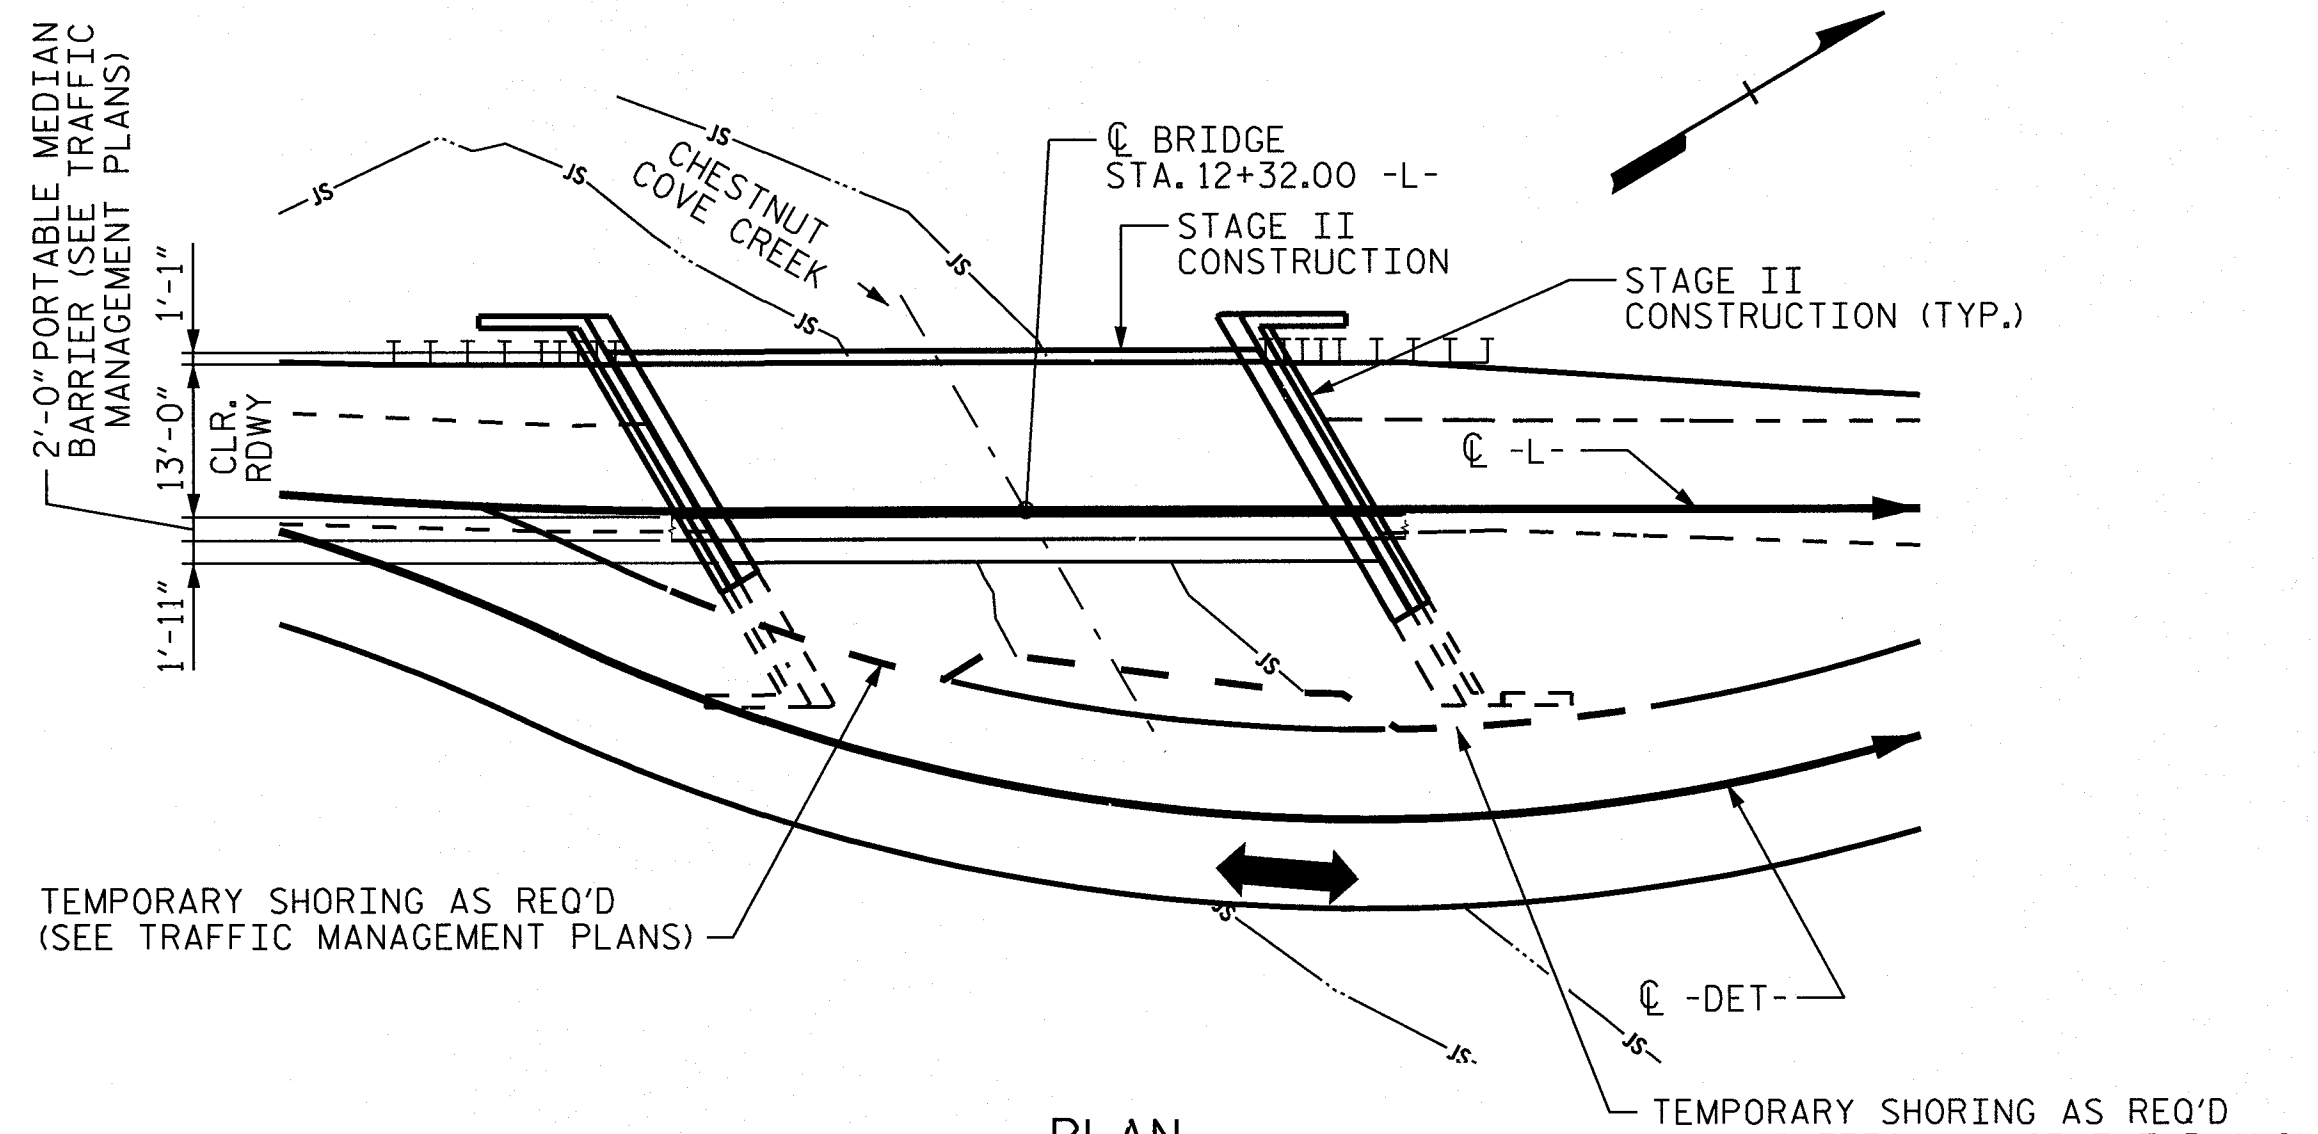 2'-0" PORTABLE MEDIAN
BARRIER (SEE TRAFFIC
MANAGEMENT PLANS)
1'-1"
13'-0"
CLR.
RDWY
1'-11"
JS
JS
JS
CHESTNUT
COVE CREEK
JS
JS
℄ BRIDGE
STA. 12+32.00 -L-
STAGE II
CONSTRUCTION
STAGE II
CONSTRUCTION (TYP.)
℄ -L-
JS
TEMPORARY SHORING AS REQ'D
(SEE TRAFFIC MANAGEMENT PLANS)
JS
℄ -DET-
JS
JS
TEMPORARY SHORING AS REQ'D
PLAN